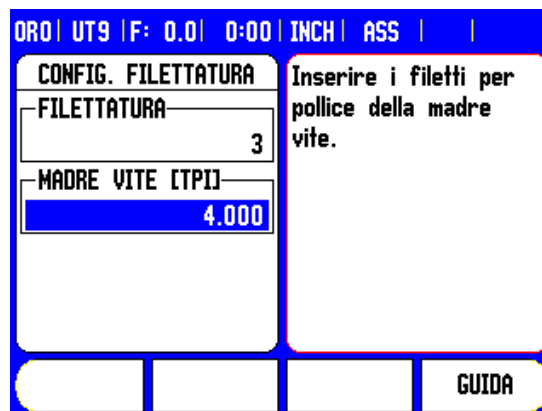 ORO| UT9 |F: 0.0| 0:00| INCH| ASS | |
CONFIG. FILETTATURA
FILETTATURA
3
MADRE VITE [TPI]
4.000
Inserire i filetti per
pollice della madre
vite.
GUIDA